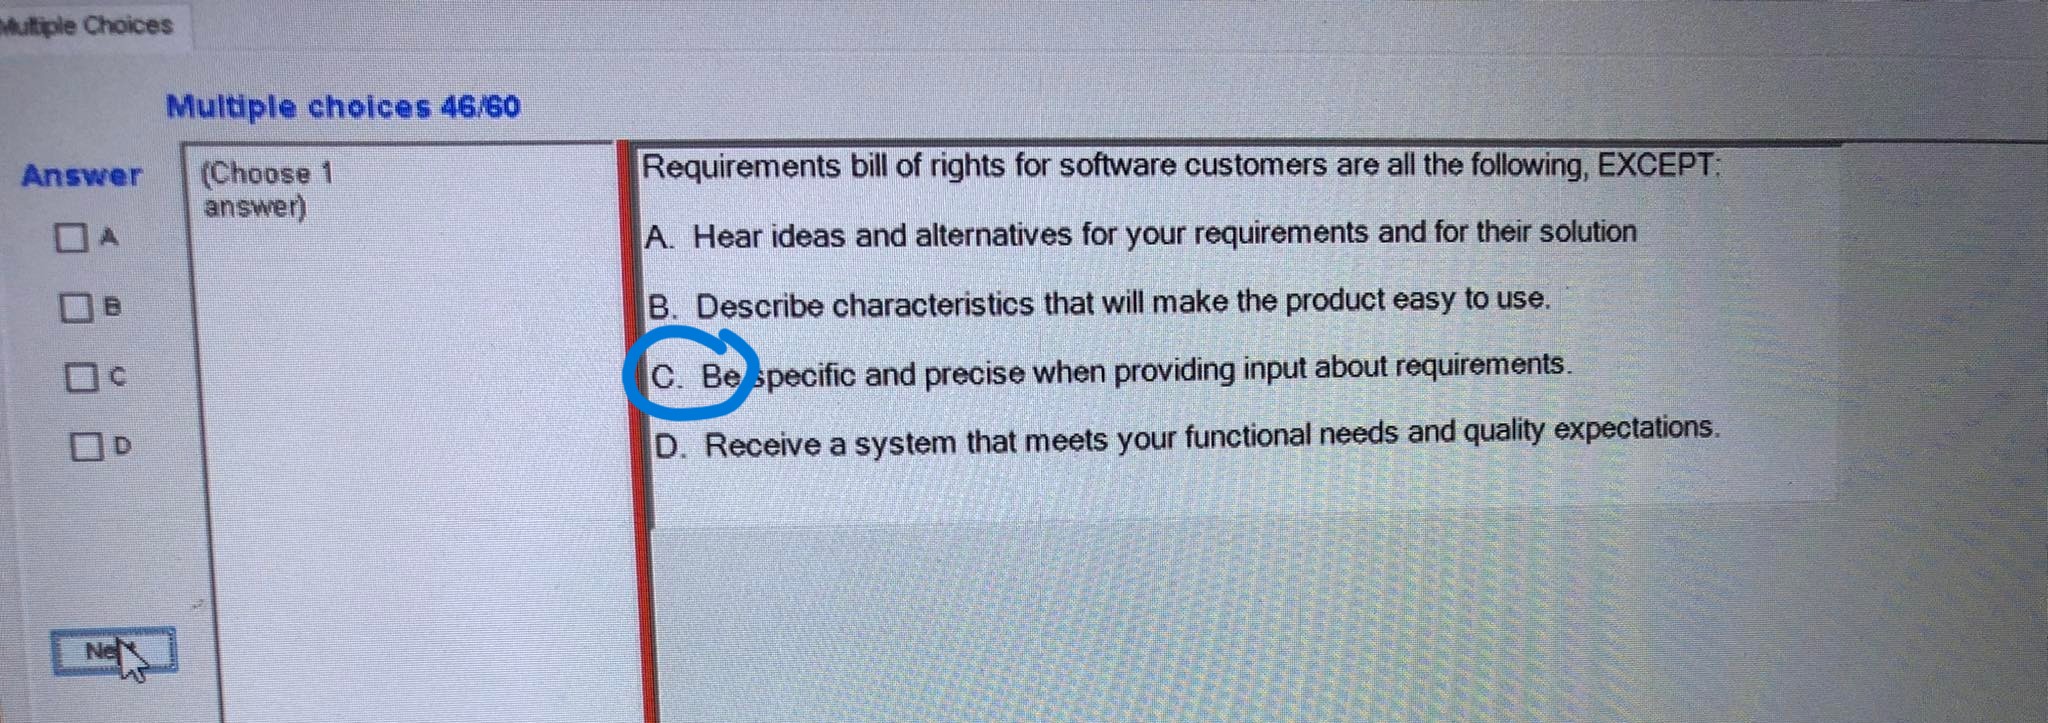 Multiple Choices
Multiple choices 46/60
Answer
(Choose 1
answer)
A
B
C
D
Requirements bill of rights for software customers are all the following, EXCEPT:
A. Hear ideas and alternatives for your requirements and for their solution
B. Describe characteristics that will make the product easy to use.
C. Be specific and precise when providing input about requirements.
D. Receive a system that meets your functional needs and quality expectations.